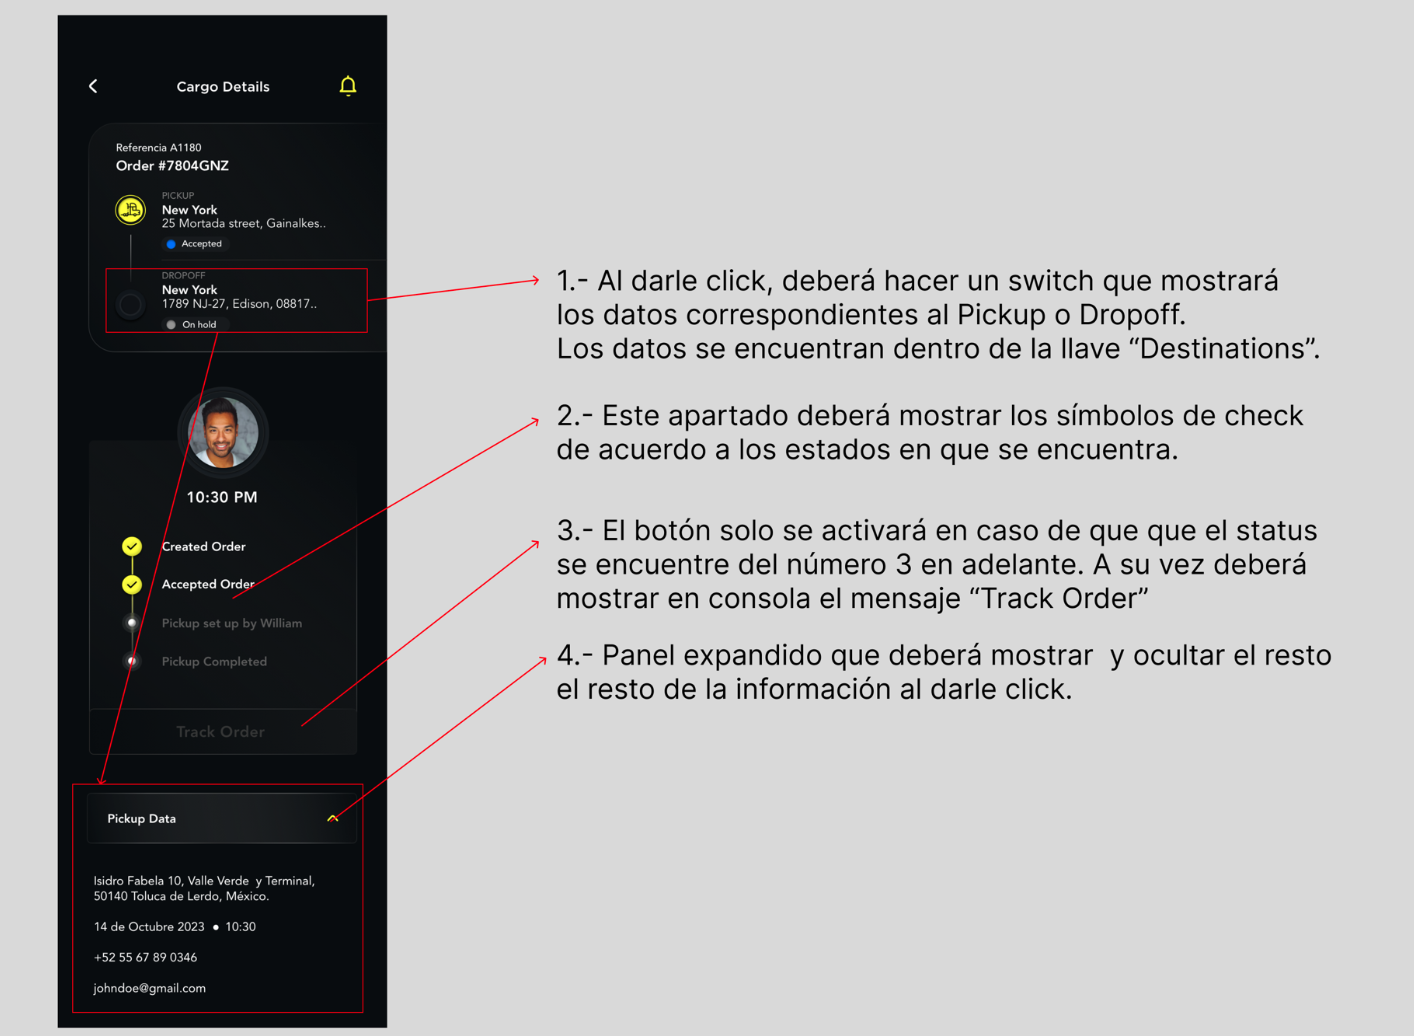 Cargo Details
Referencia A1180
Order #7804GNZ
PICKUP
New York
25 Mortada street, Gainalkes..
Accepted
DROPOFF
New York
1789 NJ-27, Edison, 08817..
On hold
10:30 PM
Created Order
Accepted Order
Pickup set up by William
Pickup Completed
Track Order
Pickup Data
Isidro Fabela 10, Valle Verde y Terminal,
50140 Toluca de Lerdo, México.
14 de Octubre 2023 • 10:30
+52 55 67 89 0346
johndoe@gmail.com
1.- Al darle click, deberá hacer un switch que mostrará
los datos correspondientes al Pickup o Dropoff.
Los datos se encuentran dentro de la llave “Destinations”.
2.- Este apartado deberá mostrar los símbolos de check
de acuerdo a los estados en que se encuentra.
3.- El botón solo se activará en caso de que que el status
se encuentre del número 3 en adelante. A su vez deberá
mostrar en consola el mensaje “Track Order”
4.- Panel expandido que deberá mostrar y ocultar el resto
el resto de la información al darle click.